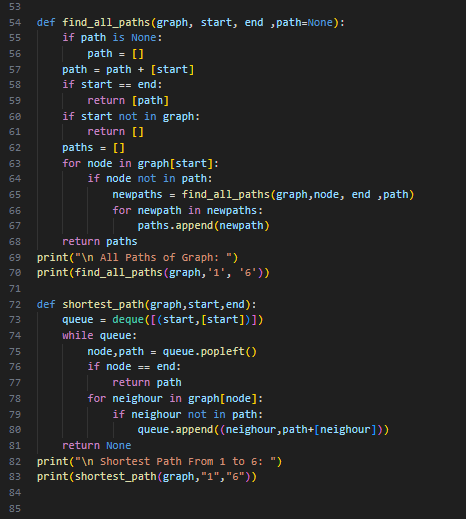 53
54 def find_all_paths(graph, start, end ,path=None):
55     if path is None:
56         path = []
57     path = path + [start]
58     if start == end:
59         return [path]
60     if start not in graph:
61         return []
62     paths = []
63     for node in graph[start]:
64         if node not in path:
65             newpaths = find_all_paths(graph,node, end ,path)
66             for newpath in newpaths:
67                 paths.append(newpath)
68     return paths
69 print("\n All Paths of Graph: ")
70 print(find_all_paths(graph,'1', '6'))
71
72 def shortest_path(graph,start,end):
73     queue = deque([(start,[start])])
74     while queue:
75         node,path = queue.popleft()
76         if node == end:
77             return path
78         for neighour in graph[node]:
79             if neighour not in path:
80                 queue.append((neighour,path+[neighour]))
81     return None
82 print("\n Shortest Path From 1 to 6: ")
83 print(shortest_path(graph,"1","6"))
84
85